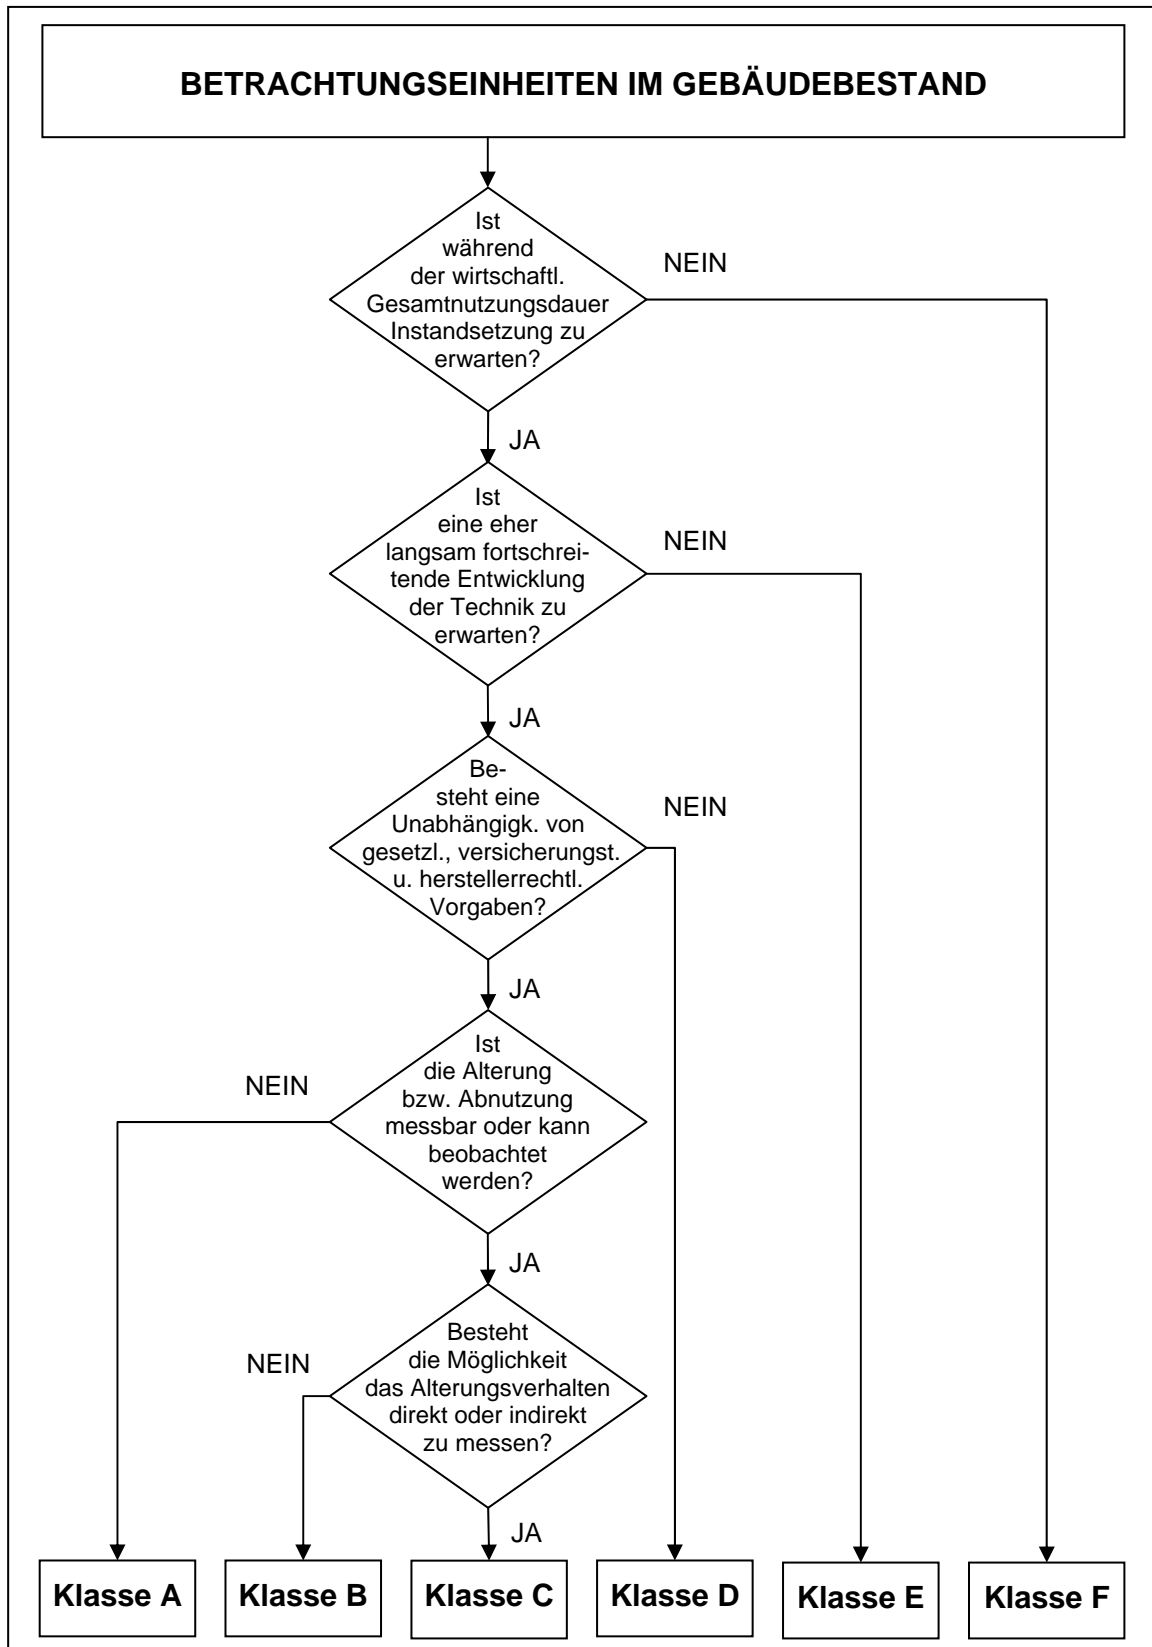 BETRACHTUNGSEINHEITEN IM GEBÄUDEBESTAND
Ist
während
der wirtschaftl.
Gesamtnutzungsdauer
Instandsetzung zu
erwarten?
NEIN
JA
Ist
eine eher
langsam fortschrei-
tende Entwicklung
der Technik zu
erwarten?
NEIN
JA
Be-
steht eine
Unabhängigk. von
gesetzl., versicherungst.
u. herstellerrechtl.
Vorgaben?
NEIN
JA
Ist
die Alterung
bzw. Abnutzung
messbar oder kann
beobachtet
werden?
NEIN
JA
Besteht
die Möglichkeit
das Alterungsverhalten
direkt oder indirekt
zu messen?
NEIN
JA
Klasse A
Klasse B
Klasse C
Klasse D
Klasse E
Klasse F